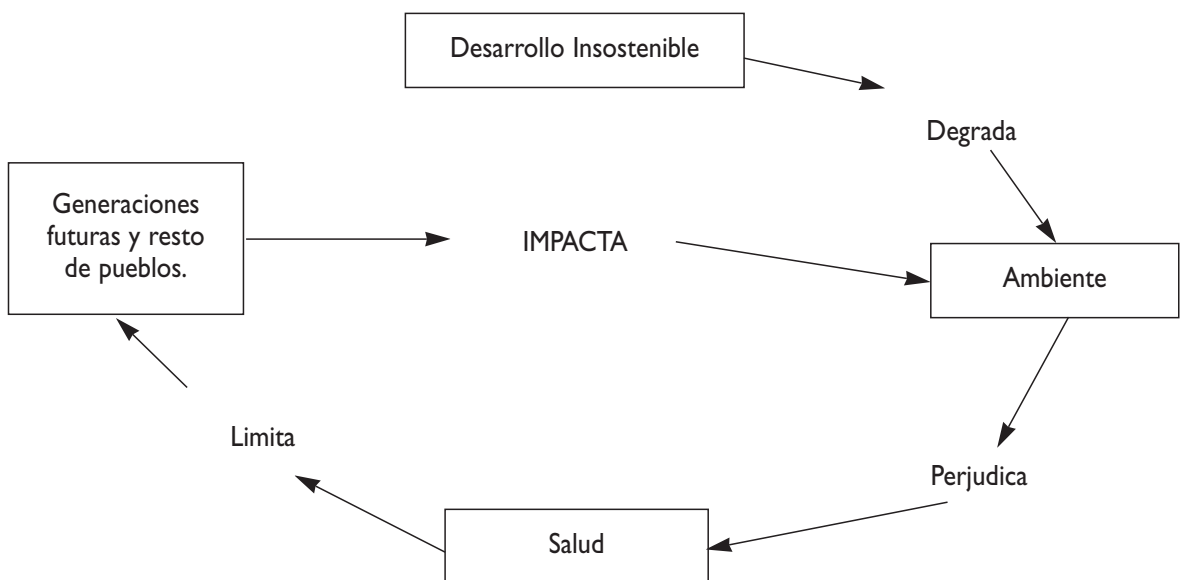 Desarrollo Insostenible
Degrada
Generaciones
futuras y resto
de pueblos.
IMPACTA
Ambiente
Limita
Perjudica
Salud